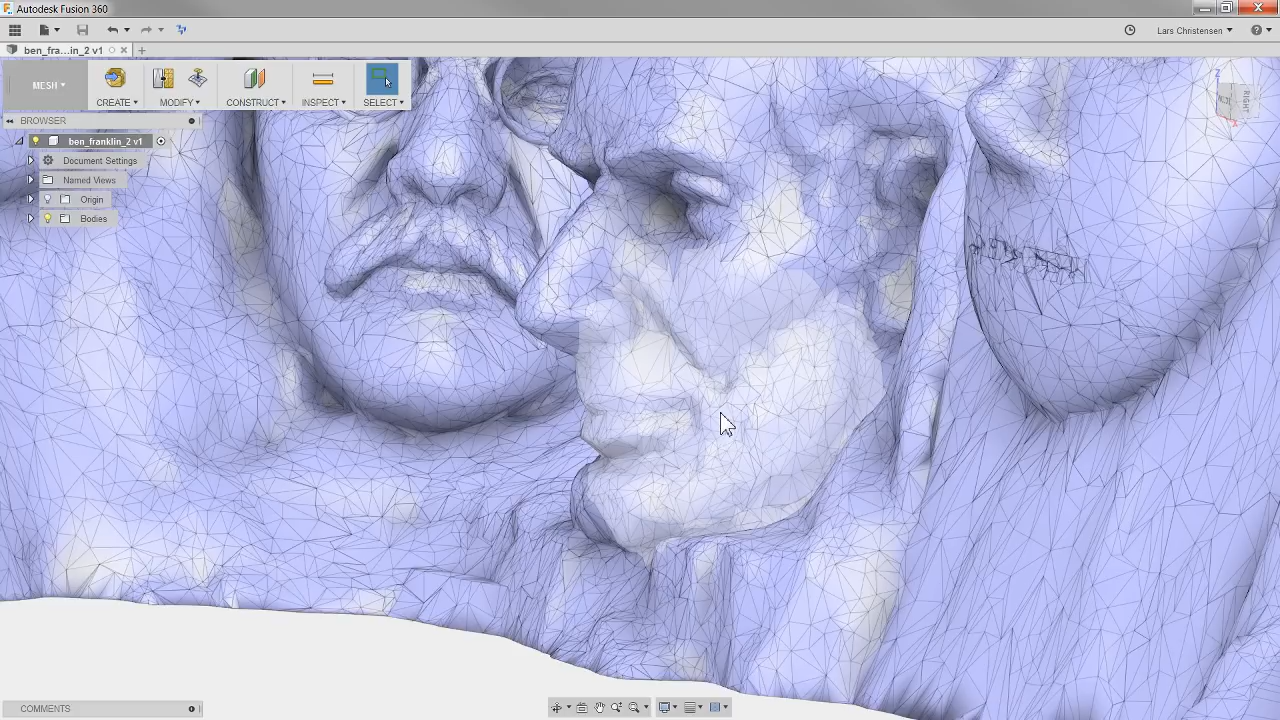 Autodesk Fusion 360
Lars Christensen
ben_fra...in_2 v1
MESH
CREATE
MODIFY
CONSTRUCT
INSPECT
SELECT
BROWSER
ben_franklin_2 v1
Document Settings
Named Views
Origin
Bodies
Z
RIGHT
X
COMMENTS